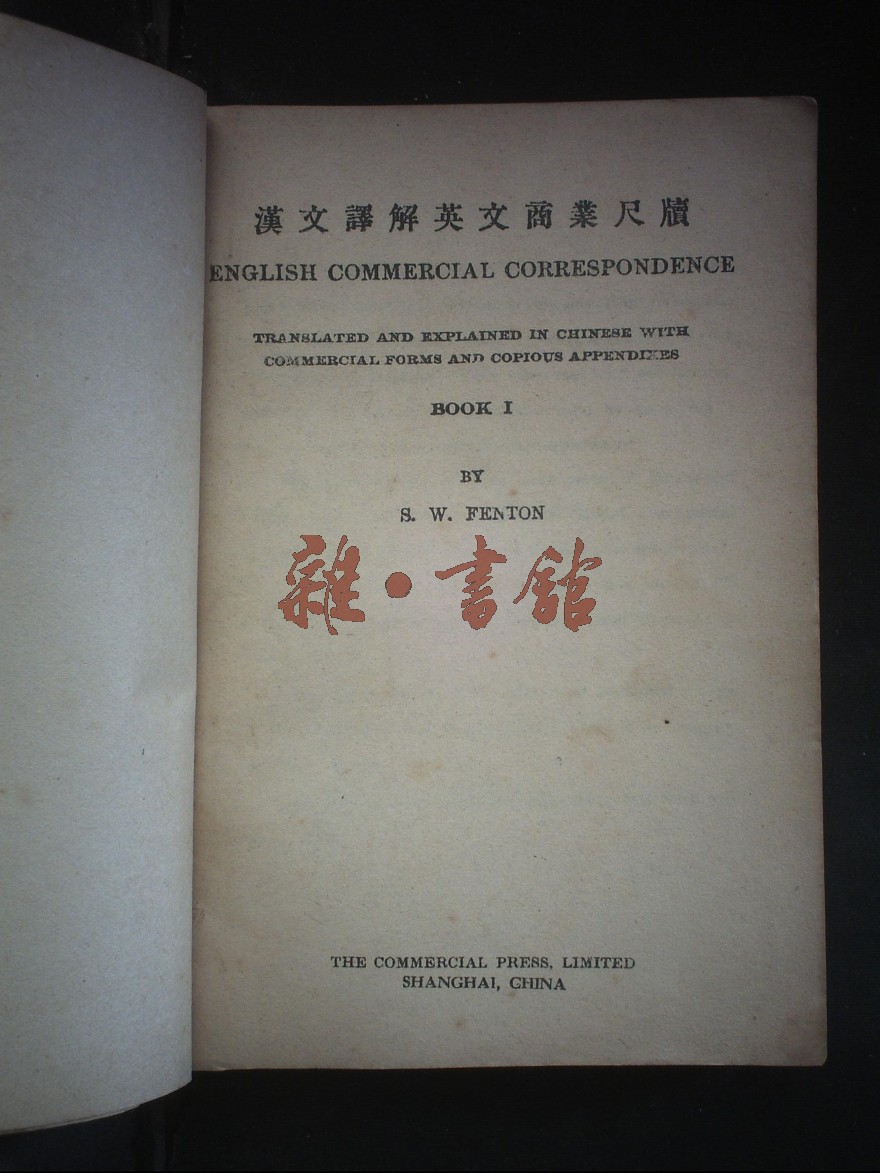 漢文譯解英文商業尺牘
ENGLISH COMMERCIAL CORRESPONDENCE
TRANSLATED AND EXPLAINED IN CHINESE WITH
COMMERCIAL FORMS AND COPIOUS APPENDIXES
BOOK I
BY
S. W. FENTON
雜·書館
THE COMMERCIAL PRESS, LIMITED
SHANGHAI, CHINA